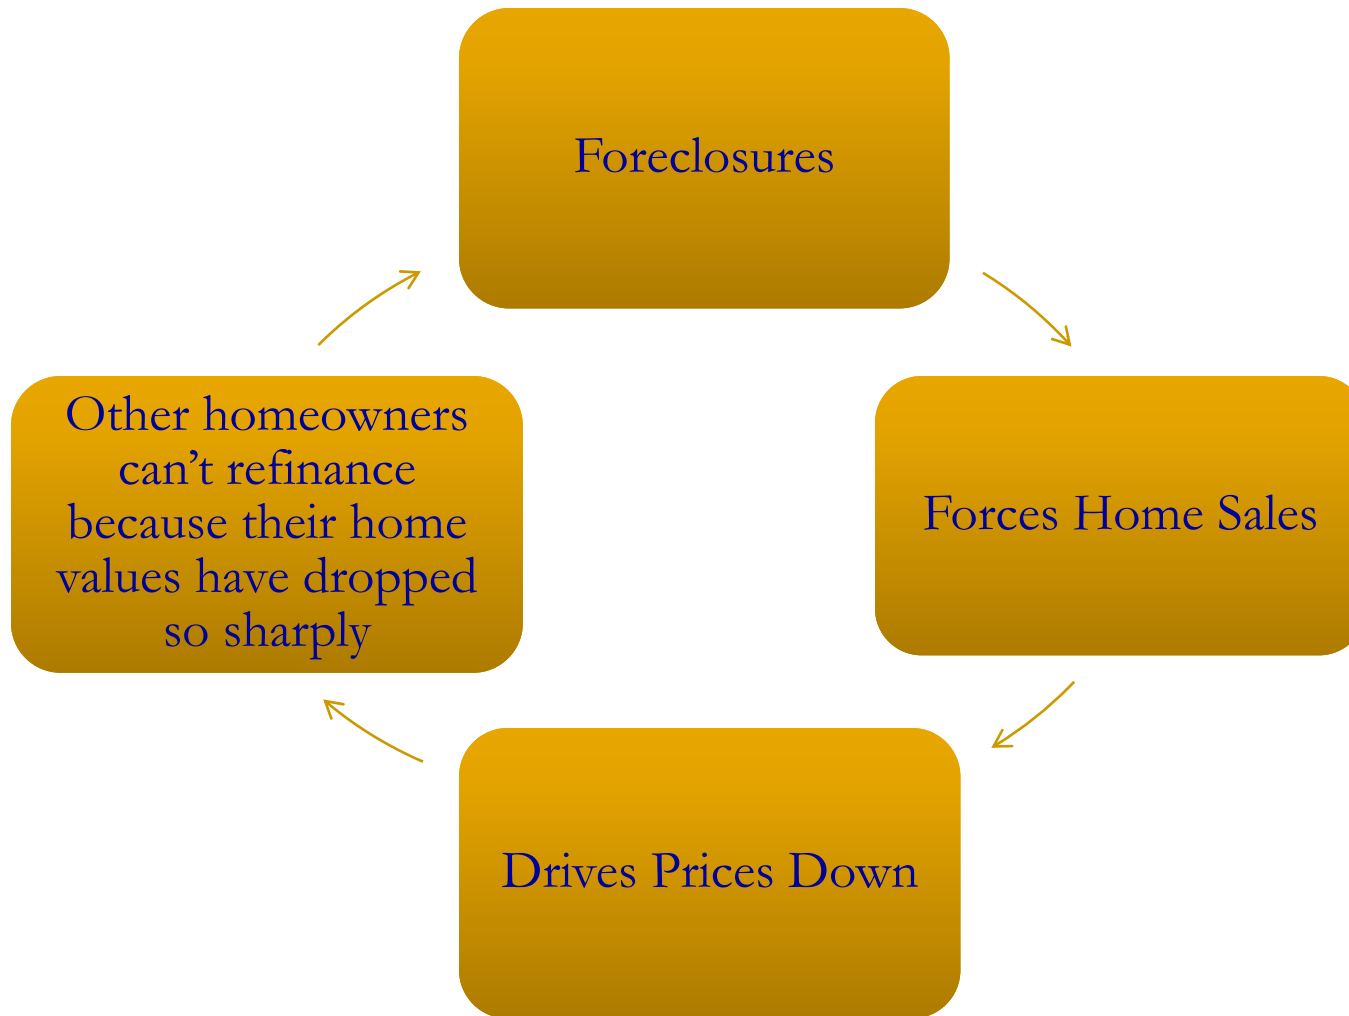 Foreclosures
Forces Home Sales
Drives Prices Down
Other homeowners
can’t refinance
because their home
values have dropped
so sharply